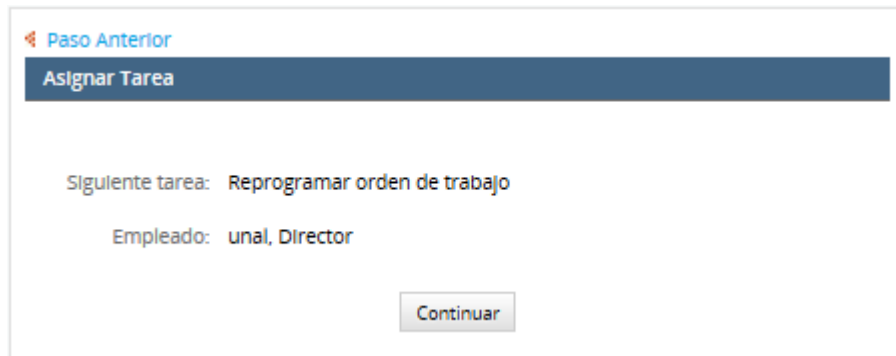 Paso Anterior
Asignar Tarea
Siguiente tarea: Reprogramar orden de trabajo
Empleado: unal, Director
Continuar